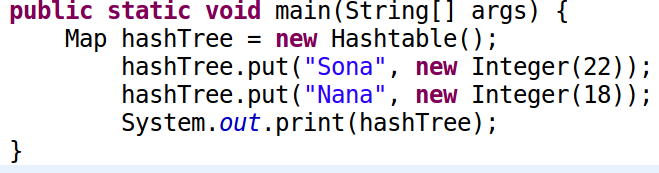 public static void main(String[] args) {
Map hashTree = new Hashtable();
hashTree.put("Sona", new Integer(22));
hashTree.put("Nana", new Integer(18));
System.out.print(hashTree);
}